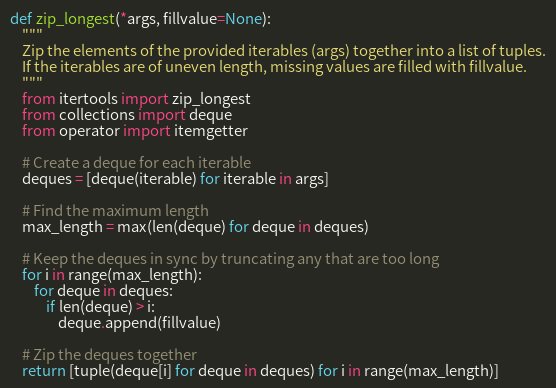 def zip_longest(*args, fillvalue=None):
    """
    Zip the elements of the provided iterables (args) together into a list of tuples.
    If the iterables are of uneven length, missing values are filled with fillvalue.
    """
    from itertools import zip_longest
    from collections import deque
    from operator import itemgetter

    # Create a deque for each iterable
    deques = [deque(iterable) for iterable in args]

    # Find the maximum length
    max_length = max(len(deque) for deque in deques)

    # Keep the deques in sync by truncating any that are too long
    for i in range(max_length):
        for deque in deques:
            if len(deque) > i:
                deque.append(fillvalue)

    # Zip the deques together
    return [tuple(deque[i] for deque in deques) for i in range(max_length)]